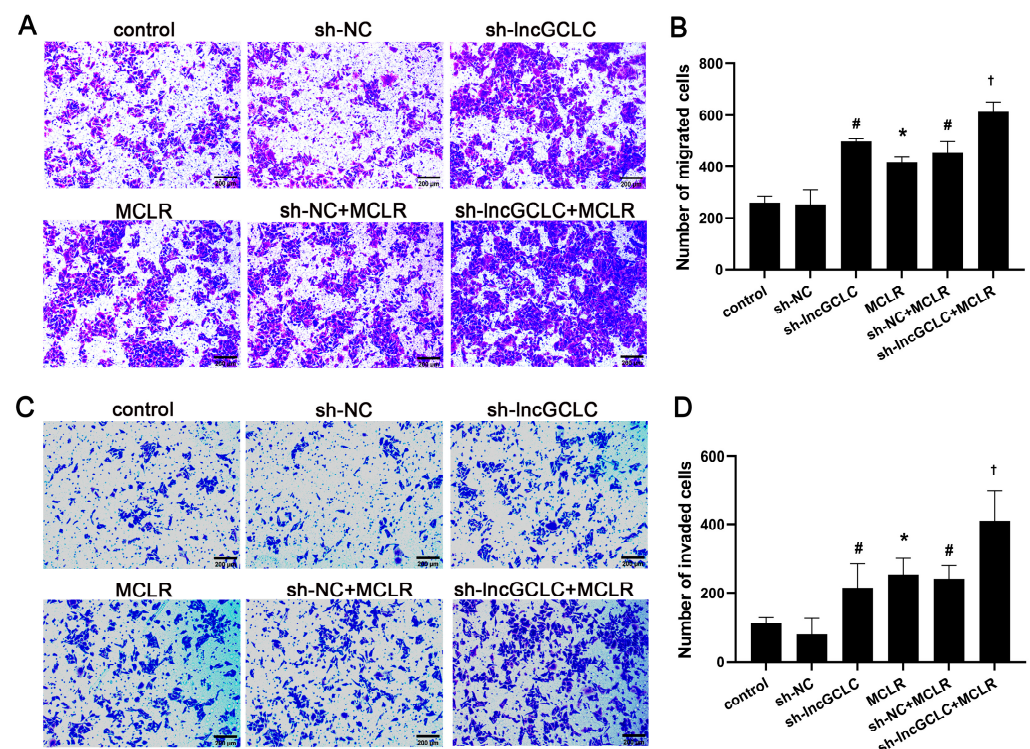 A
control
sh-NC
sh-lncGCLC
200 μm
200 μm
200 μm
MCLR
sh-NC+MCLR
sh-lncGCLC+MCLR
200 μm
200 μm
B
Number of migrated cells
800
600
400
200
0
#
*
#
†
control
sh-NC
sh-lncGCLC
MCLR
sh-NC+MCLR
sh-lncGCLC+MCLR
C
control
sh-NC
sh-lncGCLC
200 μm
200 μm
200 μm
MCLR
sh-NC+MCLR
sh-lncGCLC+MCLR
200 μm
200 μm
200 μm
D
Number of invaded cells
600
400
200
0
#
*
#
†
control
sh-NC
sh-lncGCLC
MCLR
sh-NC+MCLR
sh-lncGCLC+MCLR